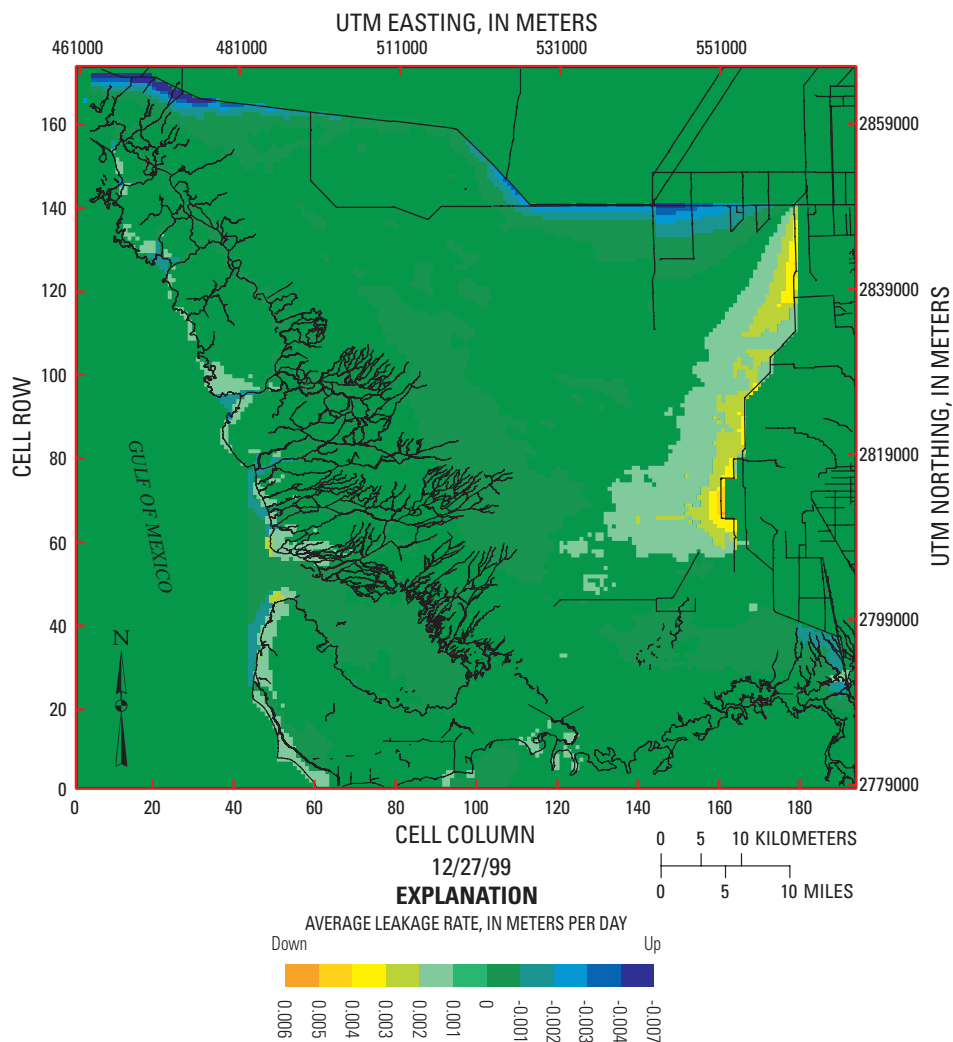 UTM EASTING, IN METERS
461000 481000 511000 531000 551000
160
140
120
100
80
60
40
20
0
CELL ROW
2859000
2839000
2819000
2799000
2779000
UTM NORTHING, IN METERS
GULF OF MEXICO
N
0 20 40 60 80 100 120 140 160 180
CELL COLUMN
12/27/99
0 5 10 KILOMETERS
0 5 10 MILES
EXPLANATION
AVERAGE LEAKAGE RATE, IN METERS PER DAY
Down Up
0.006 0.005 0.004 0.003 0.002 0.001 0 -0.001 -0.002 -0.003 -0.004 -0.007